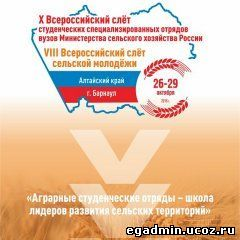 X Всероссийский слёт
студенческих специализированных отрядов
вузов Министерства сельского хозяйства России
VIII Всероссийский слёт
сельской молодёжи
Алтайский край
г. Барнаул
26-29
октября
«Аграрные студенческие отряды – школа
лидеров развития сельских территорий»
egadmin.ucoz.ru